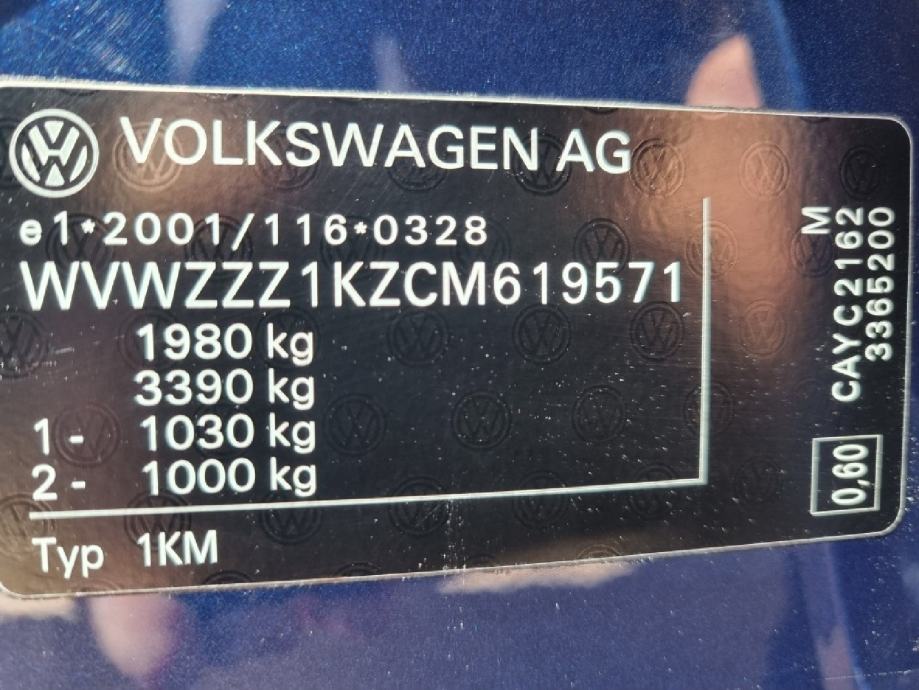 VOLKSWAGEN AG
e1*2001/116*0328
WVWZZZ1KZCM619571
1980 kg
3390 kg
1- 1030 kg
2- 1000 kg
Typ 1KM
M
CAYC2162
3365200
0,60